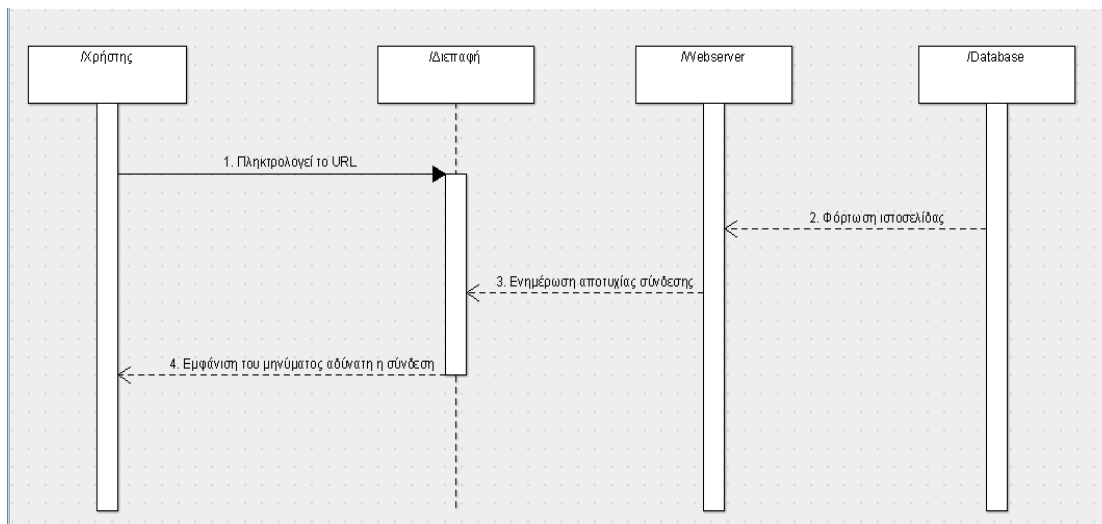 /Χρήστης
/Διεπαφή
/Webserver
/Database
1. Πληκτρολογεί το URL
2. Φόρτωση ιστοσελίδας
3. Ενημέρωση αποτυχίας σύνδεσης
4. Εμφάνιση του μηνύματος αδύνατη η σύνδεση